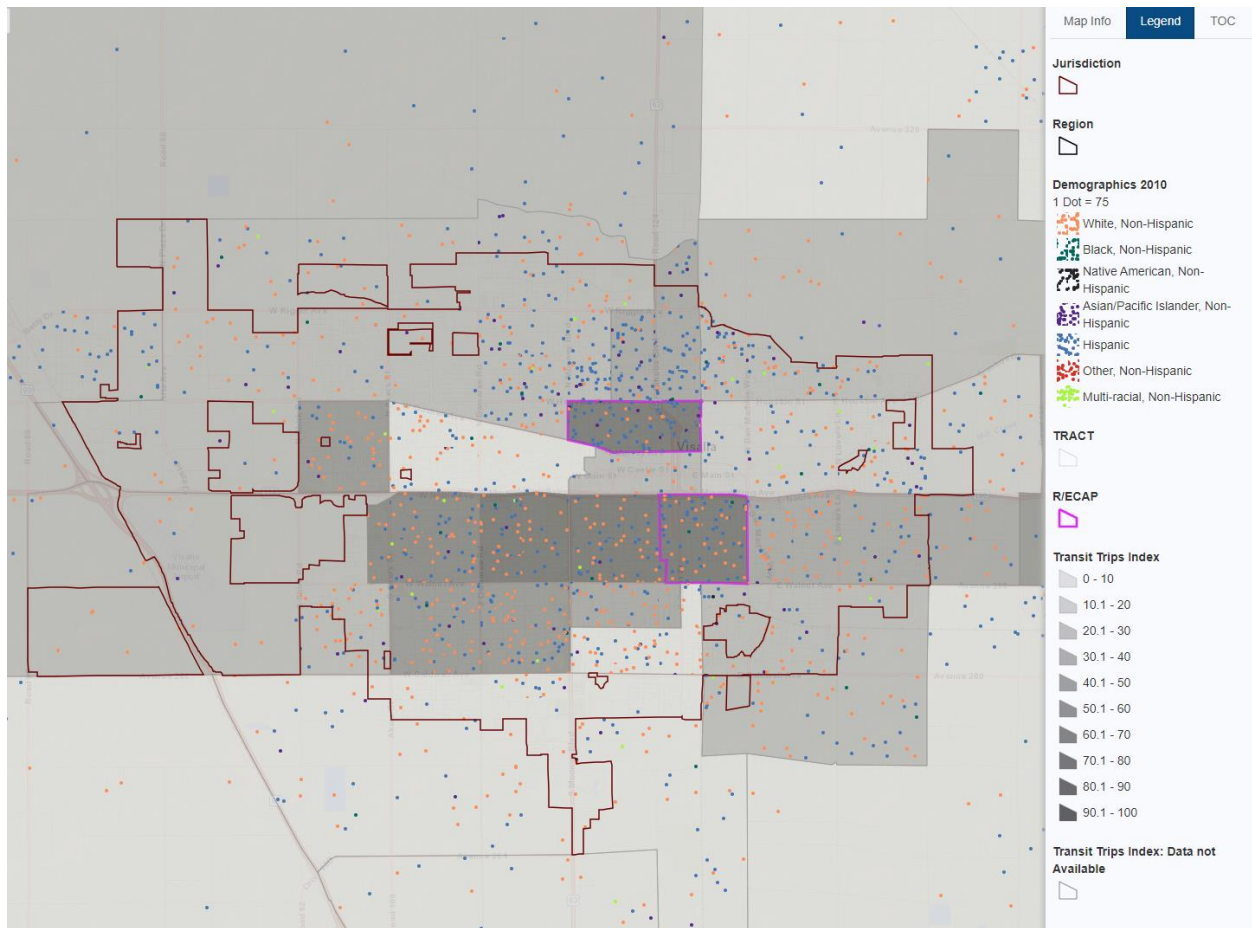 Map Info
Legend
TOC
Jurisdiction
Region
Demographics 2010
1 Dot = 75
White, Non-Hispanic
Black, Non-Hispanic
Native American, Non-
Hispanic
Asian/Pacific Islander, Non-
Hispanic
Hispanic
Other, Non-Hispanic
Multi-racial, Non-Hispanic
TRACT
R/ECAP
Transit Trips Index
0 - 10
10.1 - 20
20.1 - 30
30.1 - 40
40.1 - 50
50.1 - 60
60.1 - 70
70.1 - 80
80.1 - 90
90.1 - 100
Transit Trips Index: Data not
Available
Visalia
Road 124